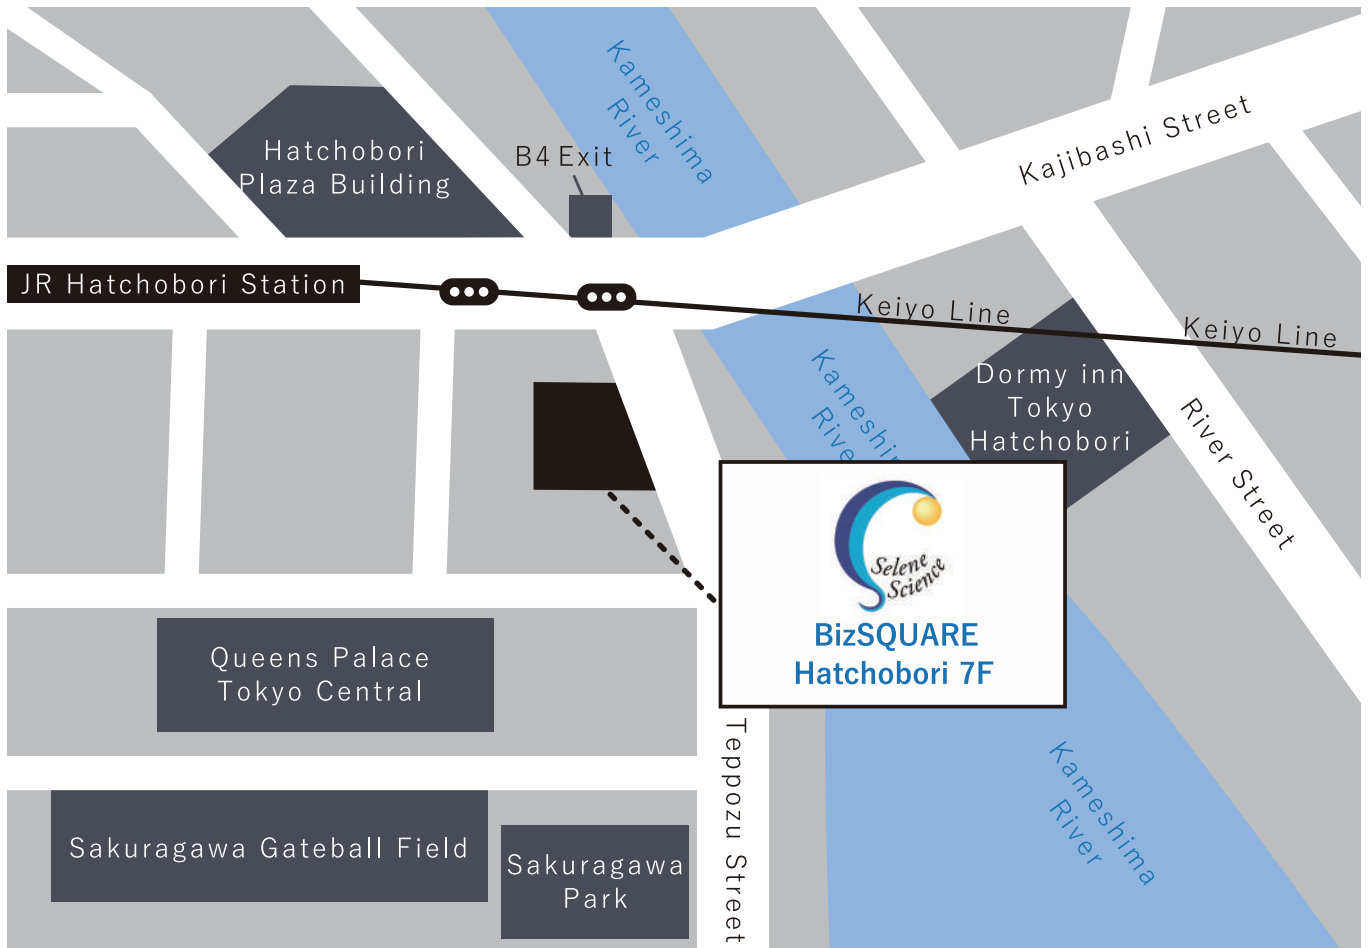 Kameshima
River
Hatchobori
Plaza Building
B4 Exit
Kajibashi Street
JR Hatchobori Station
Keiyo Line
Keiyo Line
Kameshim
River
Dormy inn
Tokyo
Hatchobori
River Street
Selene
Science
BizSQUARE
Hatchobori 7F
Queens Palace
Tokyo Central
Teppozu Street
Kameshima
River
Sakuragawa Gateball Field
Sakuragawa
Park